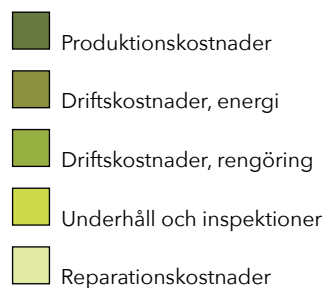 Produktionskostnader
Driftskostnader, energi
Driftskostnader, rengöring
Underhåll och inspektioner
Reparationskostnader